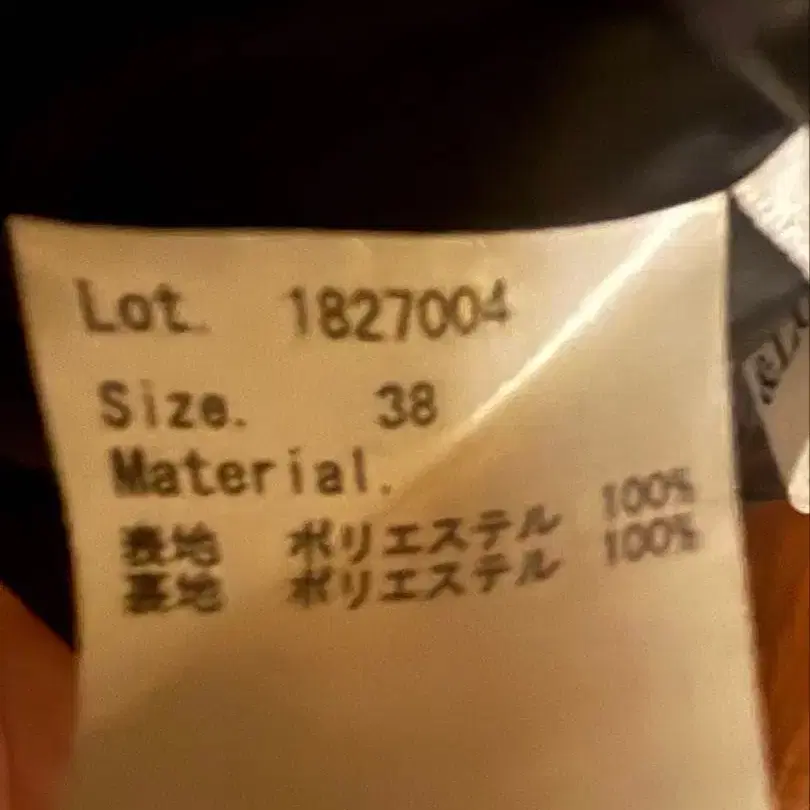 Lot. 1827004
Size. 38
Material.
表地 ポリエステル 100%
裏地 ポリエステル 100%